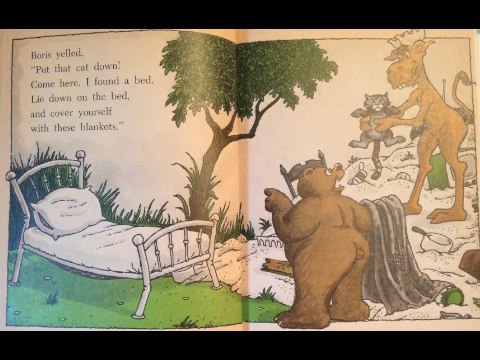 Boris yelled,
"Put that cat down!
Come here. I found a bed.
Lie down on the bed,
and cover yourself
with these blankets."